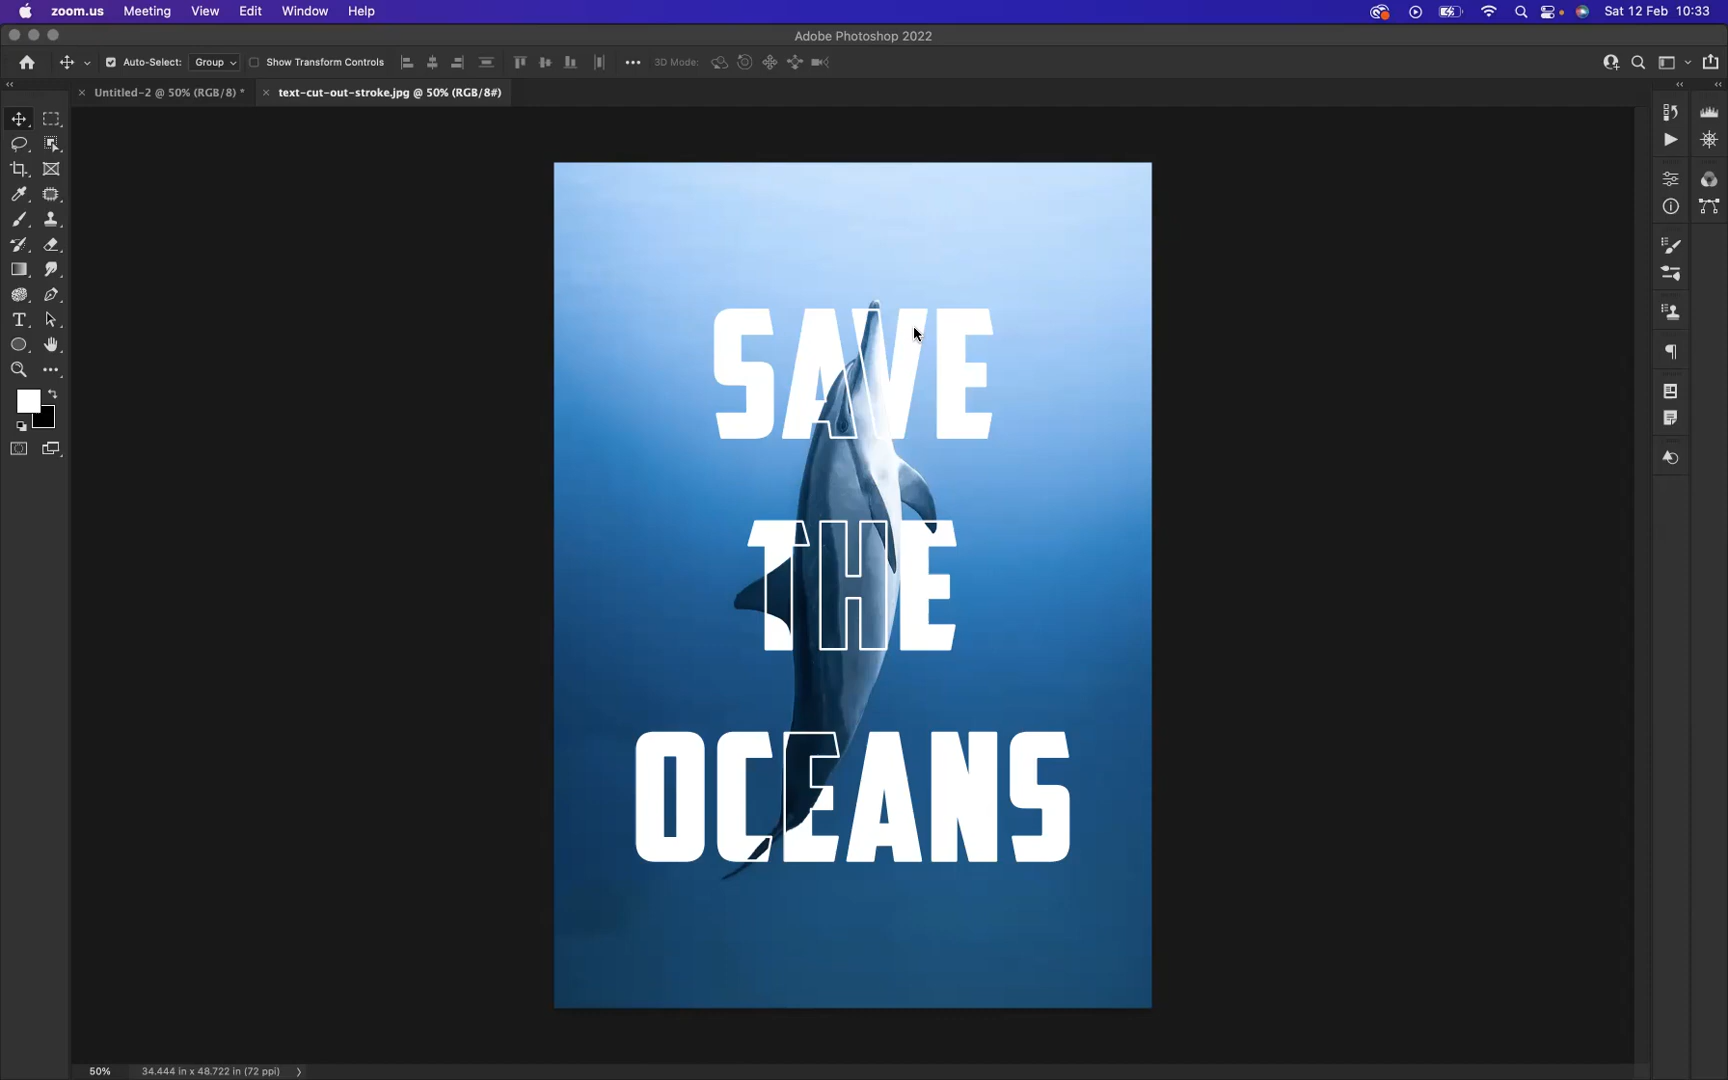 zoom.us Meeting View Edit Window Help Sat 12 Feb 10:33
Adobe Photoshop 2022
Auto-Select: Group Show Transform Controls 3D Mode:
Untitled-2 @ 50% (RGB/8) * text-cut-out-stroke.jpg @ 50% (RGB/8#)
SAVE
THE
OCEANS
50% 34.444 in x 48.722 in (72 ppi)